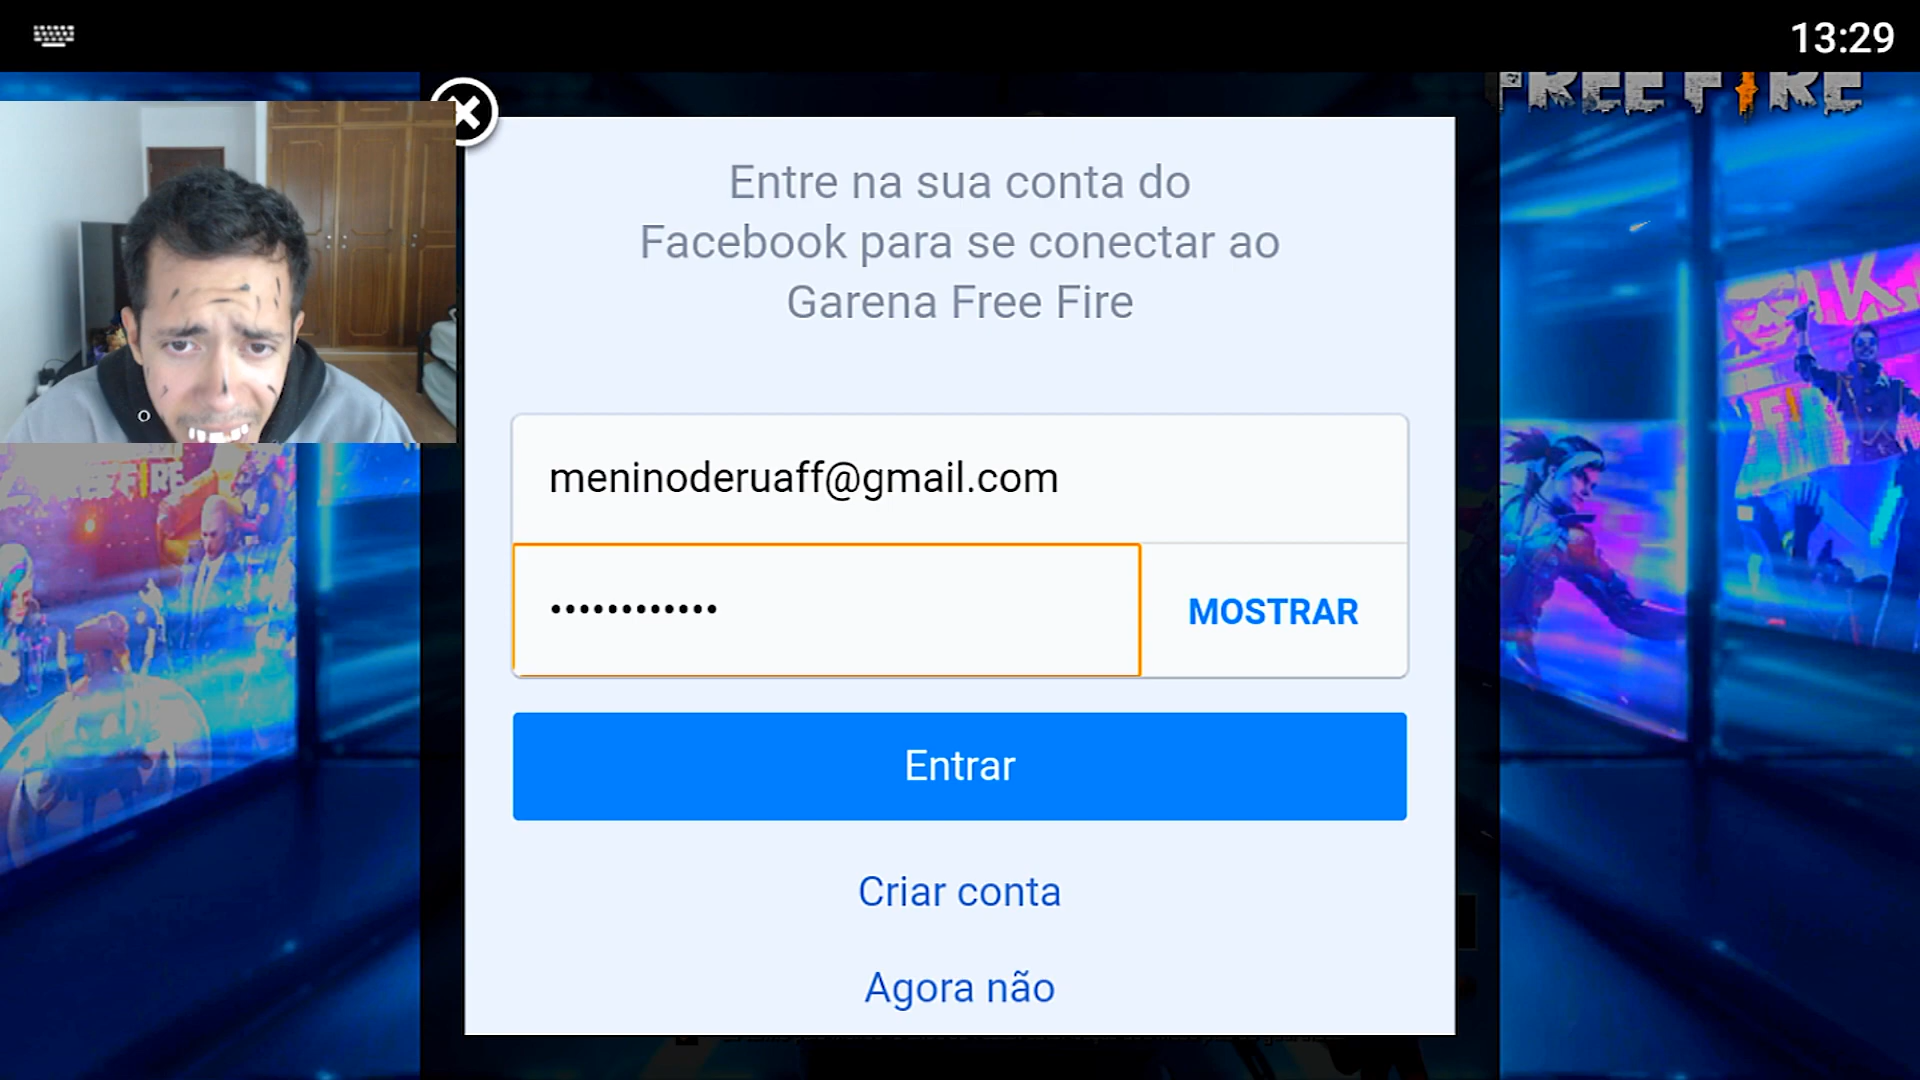 13:29
FREE FIRE
Entre na sua conta do
Facebook para se conectar ao
Garena Free Fire
meninoderuaff@gmail.com
••••••••••••
MOSTRAR
Entrar
Criar conta
Agora não